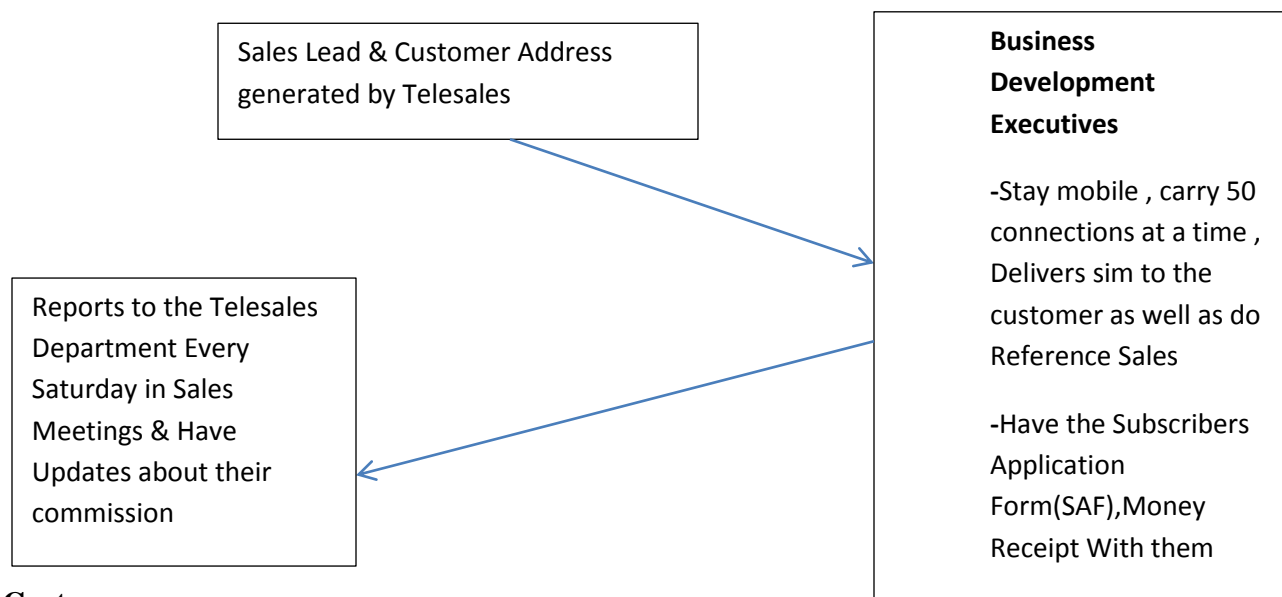 Sales Lead & Customer Address
generated by Telesales
Business
Development
Executives
-Stay mobile , carry 50
connections at a time ,
Delivers sim to the
customer as well as do
Reference Sales
-Have the Subscribers
Application
Form(SAF),Money
Receipt With them
Reports to the Telesales
Department Every
Saturday in Sales
Meetings & Have
Updates about their
commission